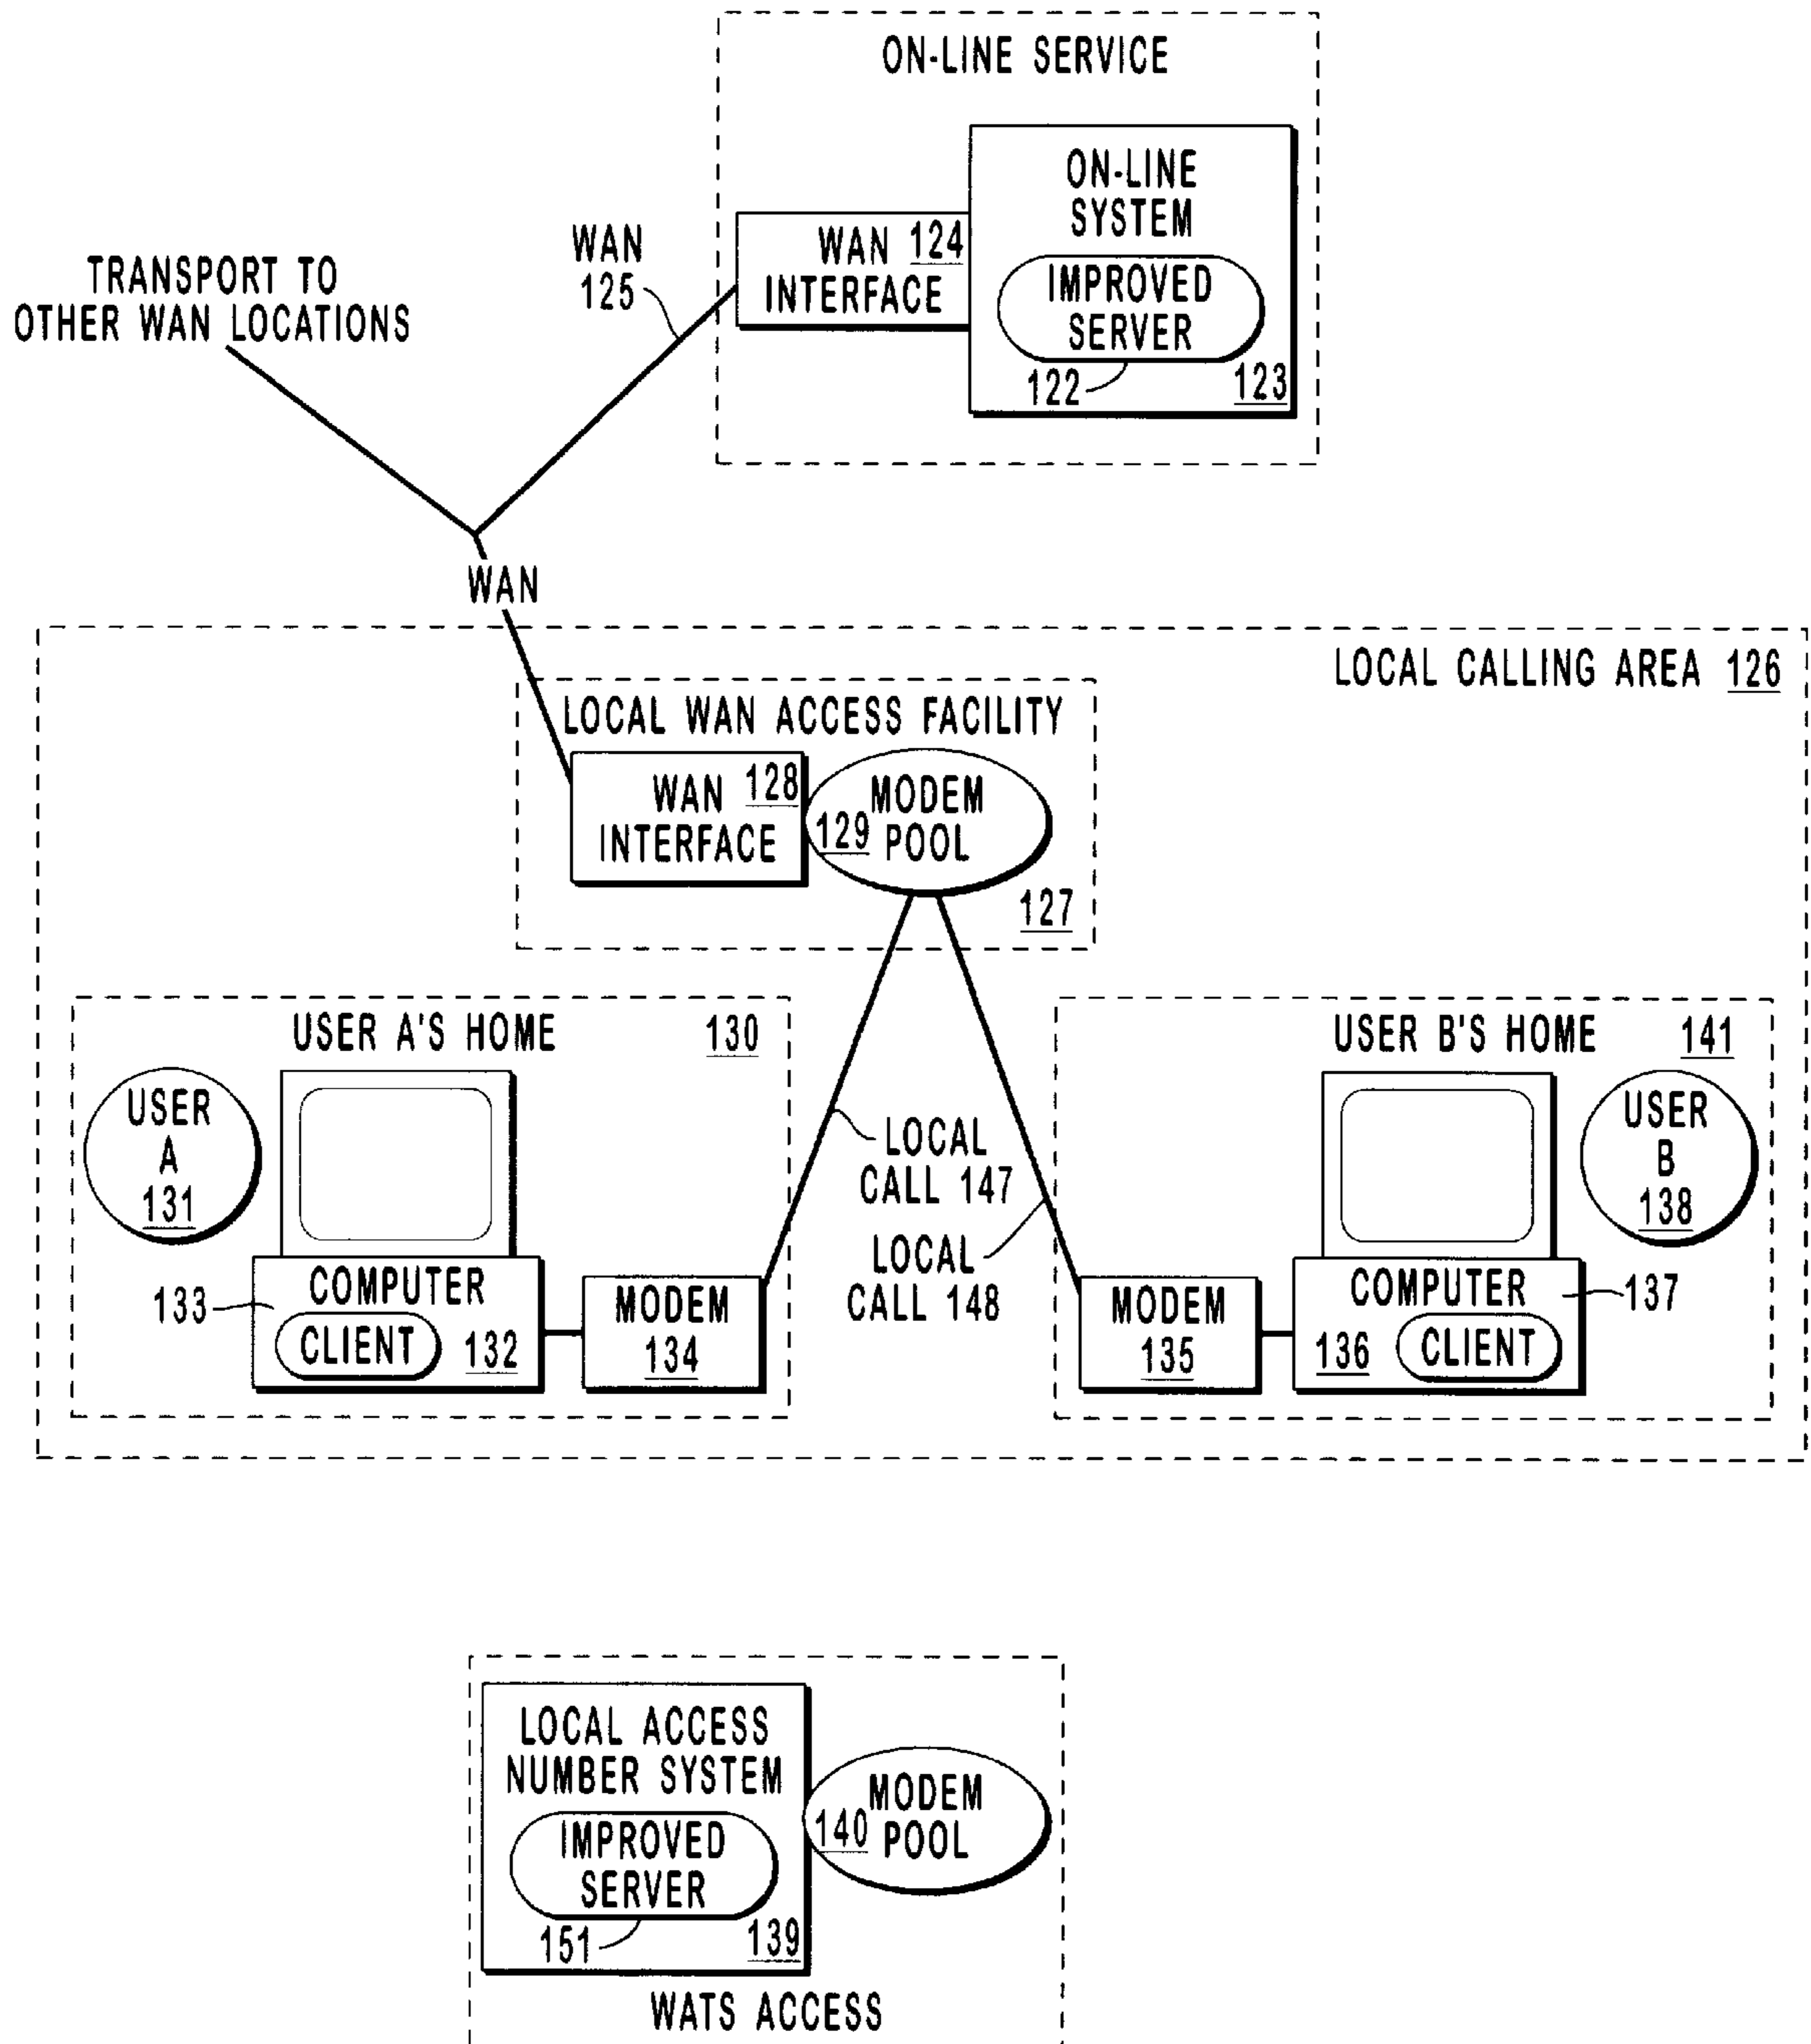 ON-LINE SERVICE
ON-LINE
SYSTEM
IMPROVED
SERVER
122
123
WAN 124
INTERFACE
WAN
125
TRANSPORT TO
OTHER WAN LOCATIONS
WAN
LOCAL CALLING AREA 126
LOCAL WAN ACCESS FACILITY
WAN 128
INTERFACE
MODEM
129 POOL
127
USER A'S HOME 130
USER
A
131
COMPUTER
133
CLIENT 132
MODEM
134
LOCAL
CALL 147
LOCAL
CALL 148
USER B'S HOME 141
USER
B
138
MODEM
135
COMPUTER
137
136 CLIENT
LOCAL ACCESS
NUMBER SYSTEM
IMPROVED
SERVER
151
139
MODEM
140 POOL
WATS ACCESS